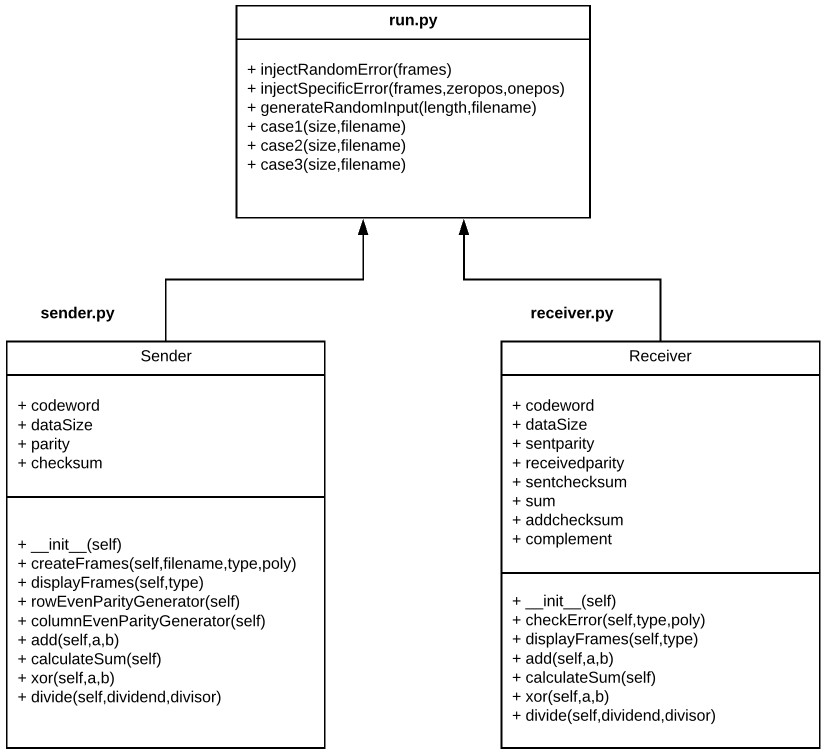 run.py
+ injectRandomError(frames)
+ injectSpecificError(frames,zeropos,onepos)
+ generateRandomInput(length,filename)
+ case1(size,filename)
+ case2(size,filename)
+ case3(size,filename)
sender.py
Sender
+ codeword
+ dataSize
+ parity
+ checksum
+ __init__(self)
+ createFrames(self,filename,type,poly)
+ displayFrames(self,type)
+ rowEvenParityGenerator(self)
+ columnEvenParityGenerator(self)
+ add(self,a,b)
+ calculateSum(self)
+ xor(self,a,b)
+ divide(self,dividend,divisor)
receiver.py
Receiver
+ codeword
+ dataSize
+ sentparity
+ receivedparity
+ sentchecksum
+ sum
+ addchecksum
+ complement
+ __init__(self)
+ checkError(self,type,poly)
+ displayFrames(self,type)
+ add(self,a,b)
+ calculateSum(self)
+ xor(self,a,b)
+ divide(self,dividend,divisor)